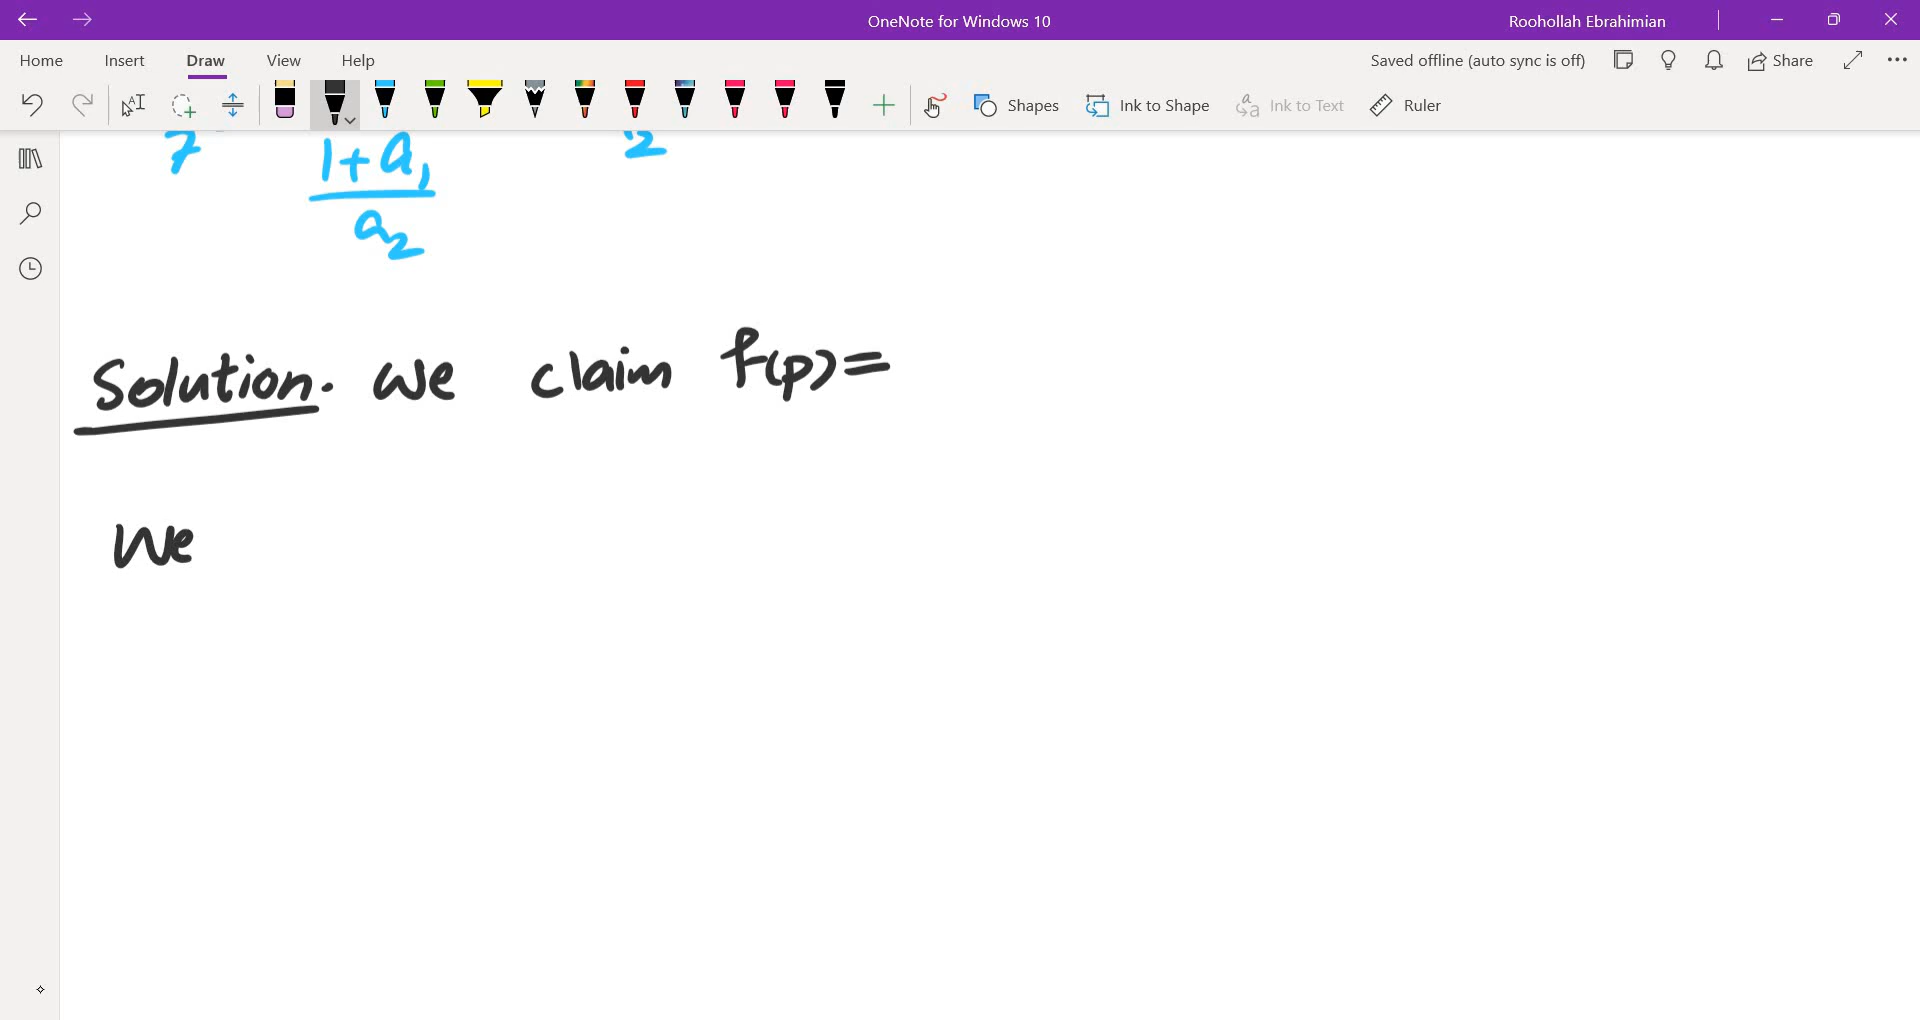 OneNote for Windows 10
Roohollah Ebrahimian
Home Insert Draw View Help
Saved offline (auto sync is off) Share
Shapes Ink to Shape Ink to Text Ruler
7 2
1+a₁
a₂
Solution. we claim f(p)=
We